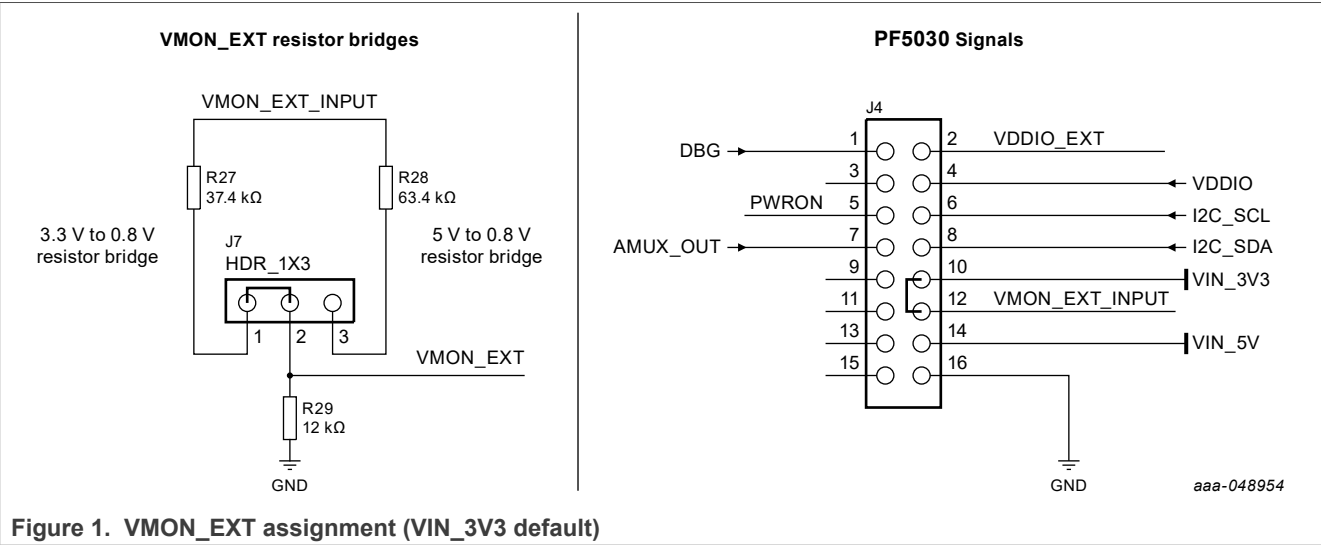 VMON_EXT resistor bridges
VMON_EXT_INPUT
R27
37.4 kΩ
R28
63.4 kΩ
3.3 V to 0.8 V
resistor bridge
5 V to 0.8 V
resistor bridge
J7
HDR_1X3
1
2
3
VMON_EXT
R29
12 kΩ
GND
PF5030 Signals
J4
DBG
1
2
VDDIO_EXT
3
4
VDDIO
PWRON
5
6
I2C_SCL
AMUX_OUT
7
8
I2C_SDA
9
10
VIN_3V3
11
12
VMON_EXT_INPUT
13
14
VIN_5V
15
16
GND
aaa-048954
Figure 1. VMON_EXT assignment (VIN_3V3 default)